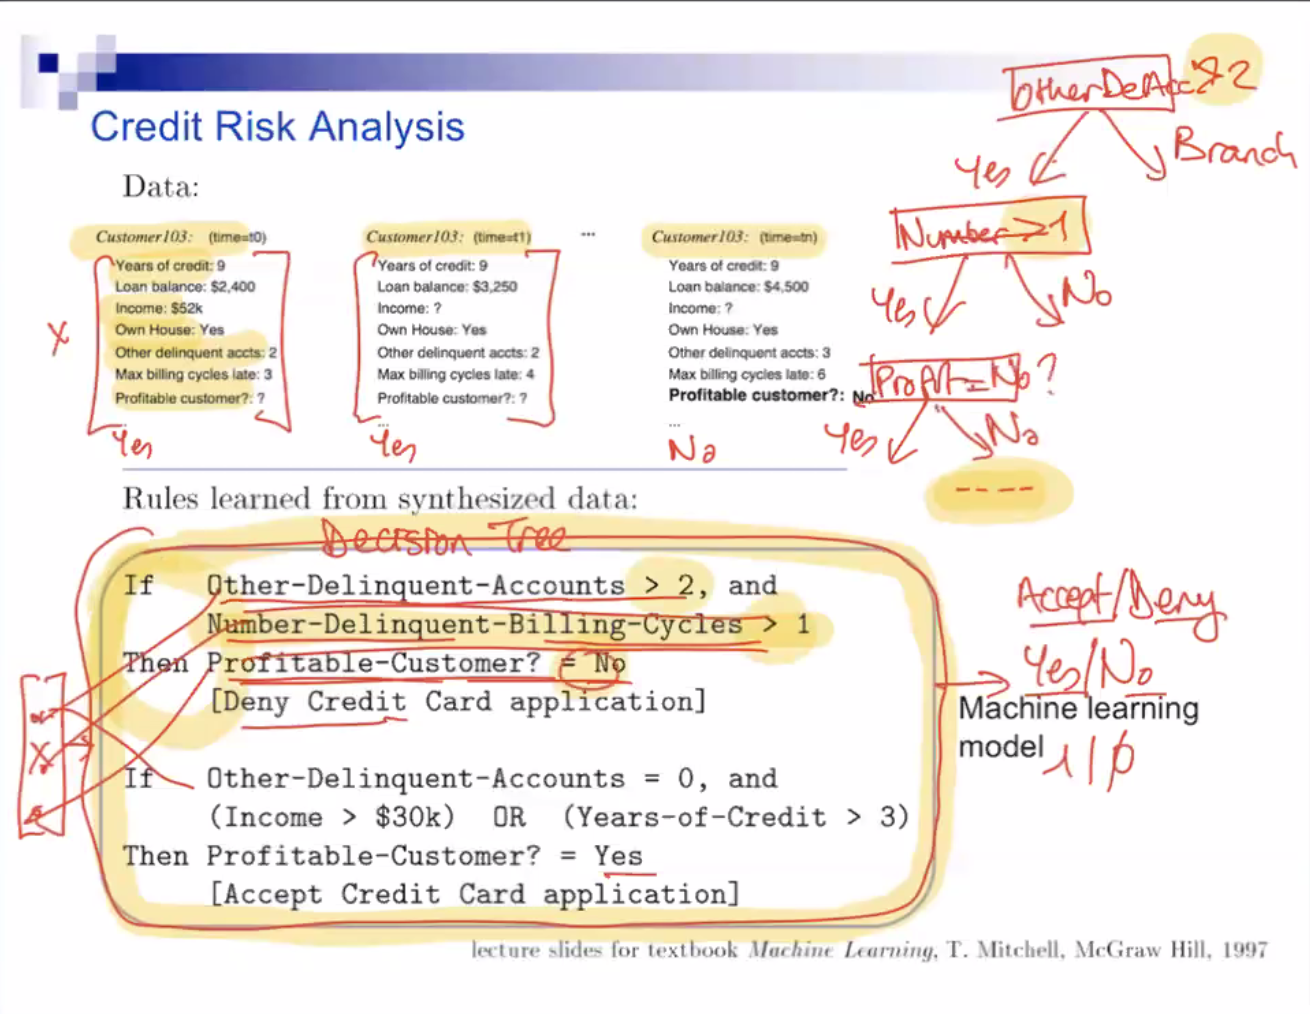 Credit Risk Analysis
Data:
Customer103: (time=t0)
Years of credit: 9
Loan balance: $2,400
Income: $52k
Own House: Yes
Other delinquent accts: 2
Max billing cycles late: 3
Profitable customer?: ?
...
Yes
X
Customer103: (time=t1)
Years of credit: 9
Loan balance: $3,250
Income: ?
Own House: Yes
Other delinquent accts: 2
Max billing cycles late: 4
Profitable customer?: ?
...
Yes
...
Customer103: (time=tn)
Years of credit: 9
Loan balance: $4,500
Income: ?
Own House: Yes
Other delinquent accts: 3
Max billing cycles late: 6
Profitable customer?: No
...
No
2
Yes Branch
Number >1
Yes No
Profit=No?
Yes No
----
Rules learned from synthesized data:
Decision Tree
If Other-Delinquent-Accounts > 2, and
Number-Delinquent-Billing-Cycles > 1
Then Profitable-Customer? = No
[Deny Credit Card application]
If Other-Delinquent-Accounts = 0, and
(Income > $30k) OR (Years-of-Credit > 3)
Then Profitable-Customer? = Yes
[Accept Credit Card application]
X
Accept/Deny
Yes/No
Machine learning
model 1/0
lecture slides for textbook Machine Learning, T. Mitchell, McGraw Hill, 1997